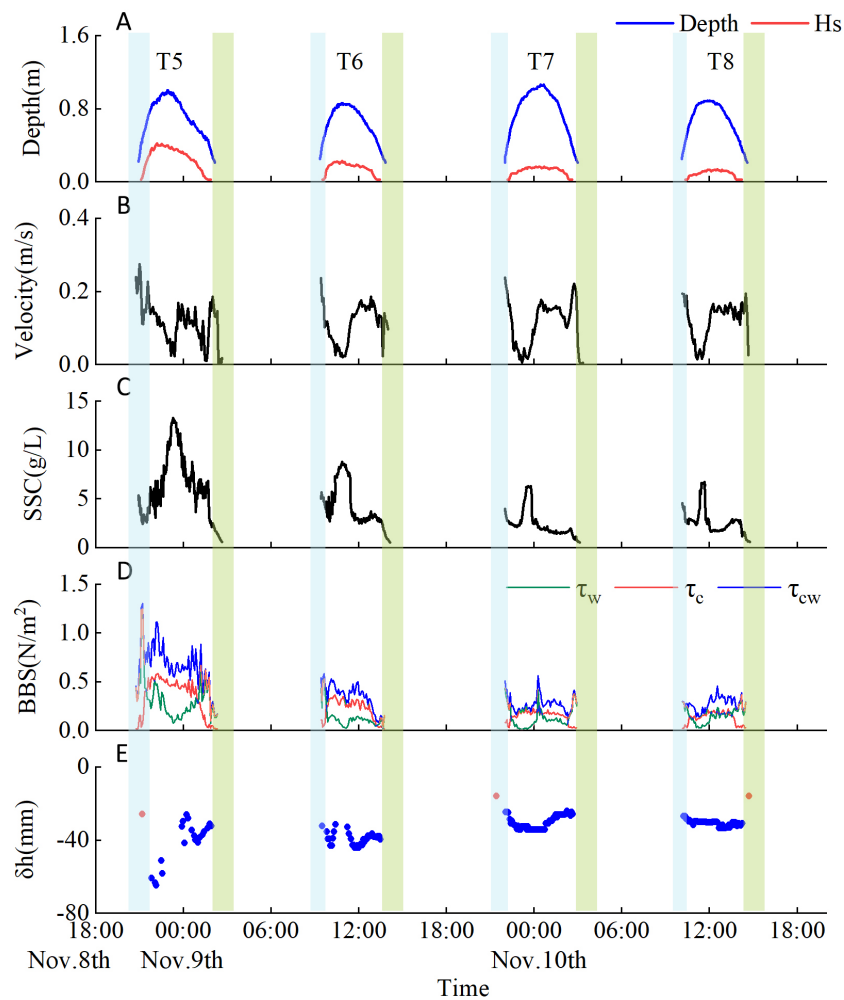 A
Depth
Hs
1.6
T5
T6
T7
T8
0.8
0.0
Depth(m)
B
0.4
0.2
0.0
Velocity(m/s)
C
15
10
5
0
SSC(g/L)
D
τw
τc
τcw
1.5
1.0
0.5
0.0
BBS(N/m²)
E
0
-40
-80
δh(mm)
18:00 00:00 06:00 12:00 18:00 00:00 06:00 12:00 18:00
Nov.8th Nov.9th Nov.10th
Time